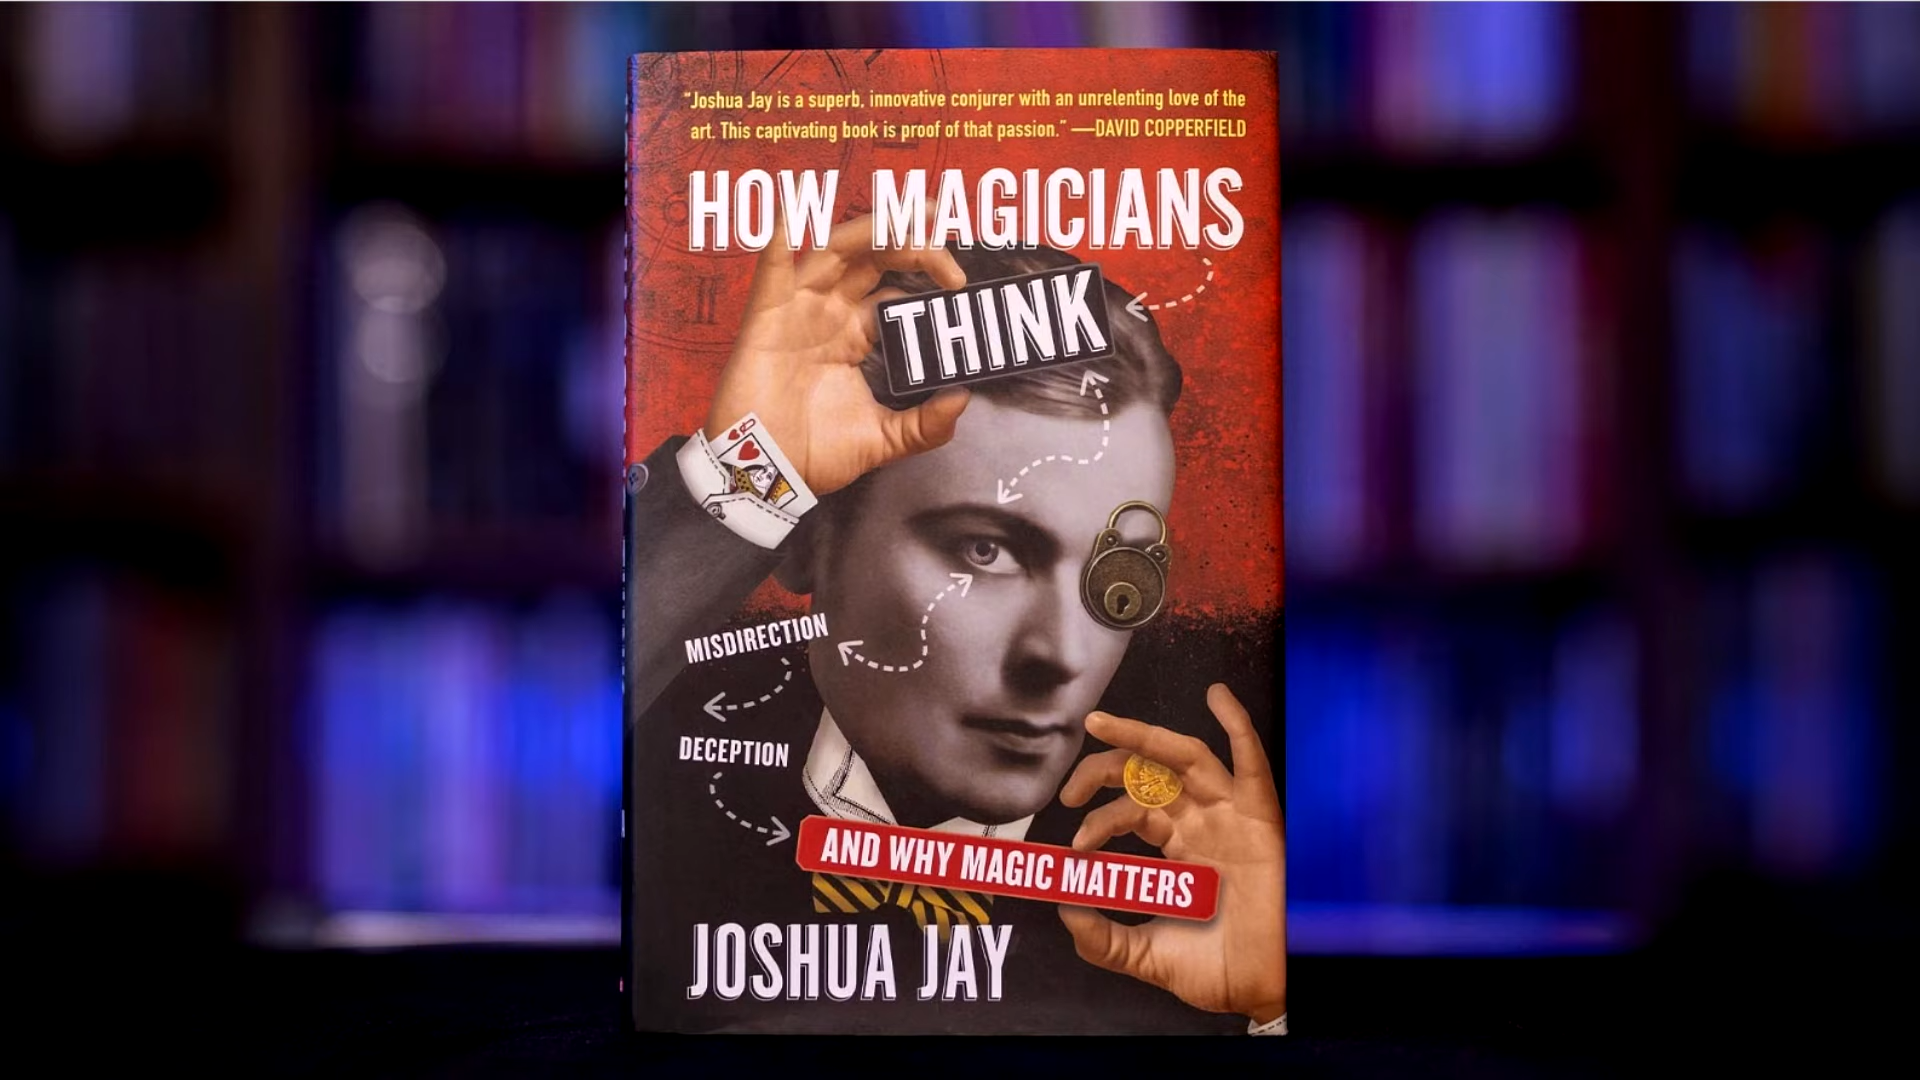 "Joshua Jay is a superb, innovative conjurer with an unrelenting love of the
art. This captivating book is proof of that passion." —DAVID COPPERFIELD
HOW MAGICIANS
THINK
Q
II
MISDIRECTION
DECEPTION
AND WHY MAGIC MATTERS
JOSHUA JAY